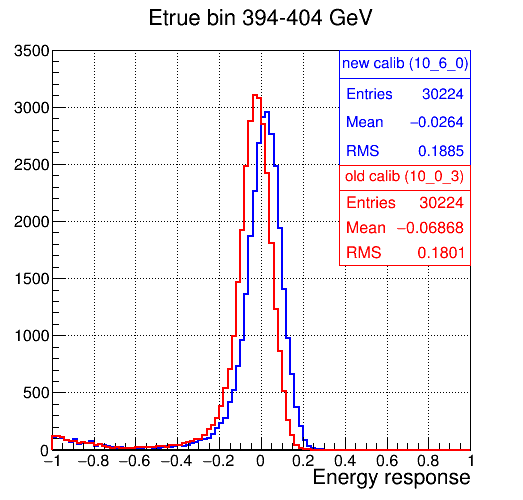 Etrue bin 394-404 GeV
new calib (10_6_0)
Entries 30224
Mean −0.0264
RMS 0.1885
old calib (10_0_3)
Entries 30224
Mean −0.06868
RMS 0.1801
3500
3000
2500
2000
1500
1000
500
0
−1 −0.8 −0.6 −0.4 −0.2 0 0.2 0.4 0.6 0.8 1
Energy response